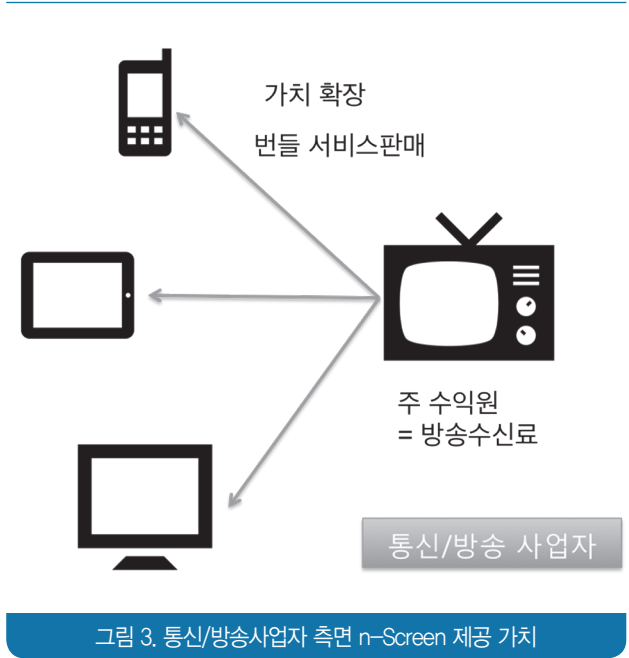 가치 확장
번들 서비스판매
주 수익원
= 방송수신료
통신/방송 사업자
그림 3. 통신/방송사업자 측면 n-Screen 제공 가치